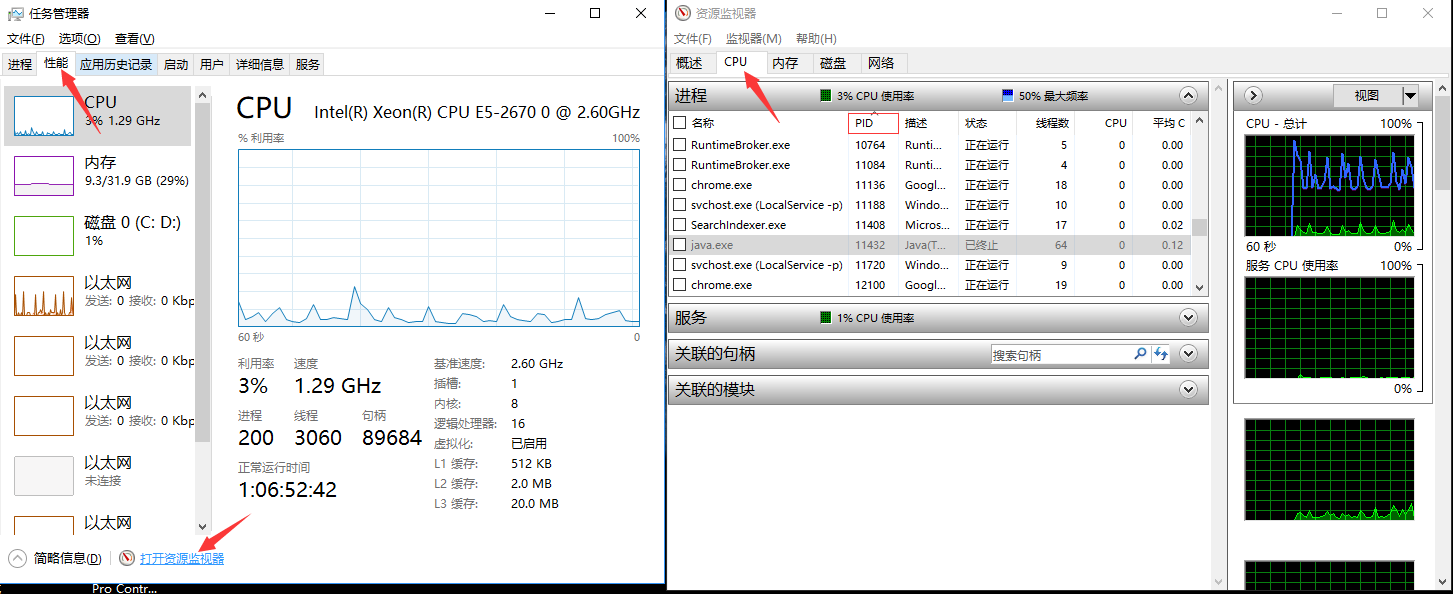 任务管理器
文件(F) 选项(O) 查看(V)
进程 性能 应用历史记录 启动 用户 详细信息 服务
CPU
3% 1.29 GHz
内存
9.3/31.9 GB (29%)
磁盘 0 (C: D:)
1%
以太网
发送: 0 接收: 0 Kbp
以太网
发送: 0 接收: 0 Kbp
以太网
发送: 0 接收: 0 Kbp
以太网
未连接
以太网
CPU Intel(R) Xeon(R) CPU E5-2670 0 @ 2.60GHz
% 利用率 100%
60 秒 0
利用率 速度
3% 1.29 GHz
进程 线程 句柄
200 3060 89684
正常运行时间
1:06:52:42
基准速度: 2.60 GHz
插槽: 1
内核: 8
逻辑处理器: 16
虚拟化: 已启用
L1 缓存: 512 KB
L2 缓存: 2.0 MB
L3 缓存: 20.0 MB
简略信息(D) 打开资源监视器
Pro Contr...
资源监视器
文件(F) 监视器(M) 帮助(H)
概述 CPU 内存 磁盘 网络
进程 3% CPU 使用率 50% 最大频率
名称 PID 描述 状态 线程数 CPU 平均 C
RuntimeBroker.exe 10764 Runti... 正在运行 5 0 0.00
RuntimeBroker.exe 11084 Runti... 正在运行 4 0 0.00
chrome.exe 11136 Googl... 正在运行 18 0 0.00
svchost.exe (LocalService -p) 11188 Windo... 正在运行 10 0 0.00
SearchIndexer.exe 11408 Micros... 正在运行 17 0 0.02
java.exe 11432 Java(T... 已终止 64 0 0.12
svchost.exe (LocalService -p) 11720 Windo... 正在运行 9 0 0.00
chrome.exe 12100 Googl... 正在运行 19 0 0.00
服务 1% CPU 使用率
关联的句柄 搜索句柄
关联的模块
视图
CPU - 总计 100%
60 秒 0%
服务 CPU 使用率 100%
0%